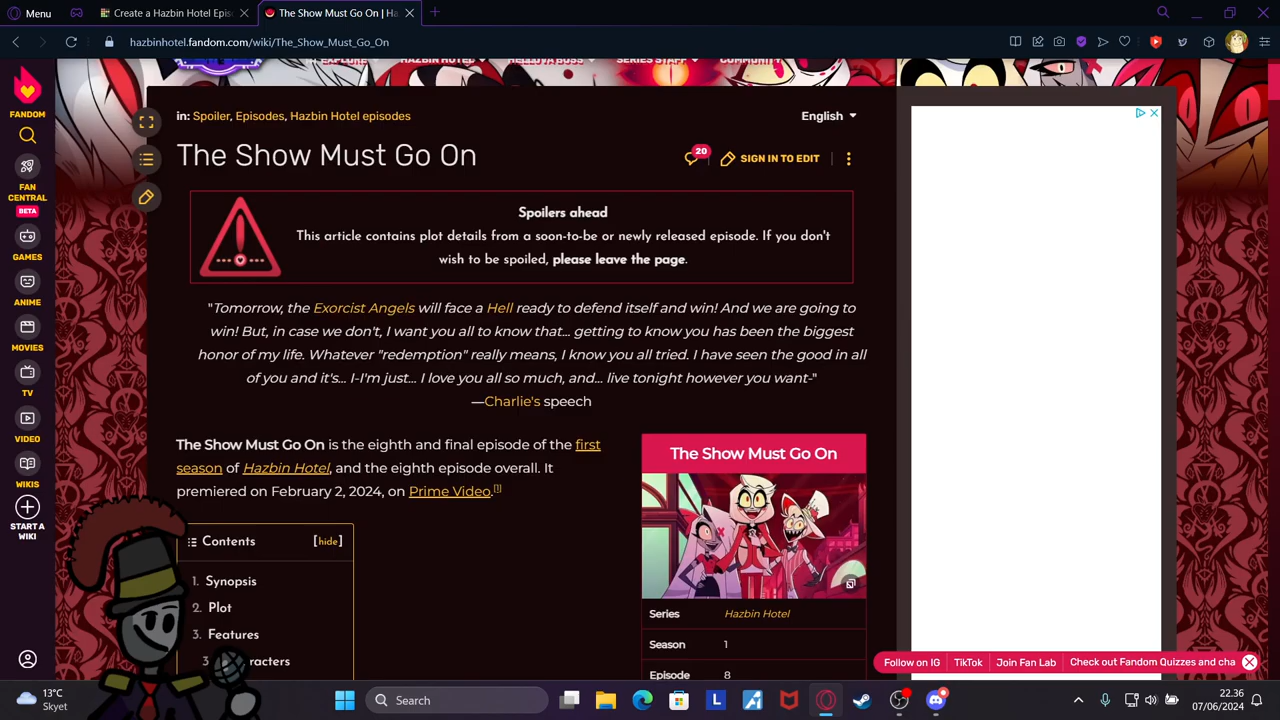 Menu
Create a Hazbin Hotel Epis
The Show Must Go On | Ha
hazbinhotel.fandom.com/wiki/The_Show_Must_Go_On
EXPLORE
HAZBIN HOTEL
HELLUVA BOSS
SERIES STAFF
COMMUNITY
FANDOM
FAN
CENTRAL
BETA
GAMES
ANIME
MOVIES
TV
VIDEO
WIKIS
START A
WIKI
in: Spoiler, Episodes, Hazbin Hotel episodes
English
The Show Must Go On
20
SIGN IN TO EDIT
Spoilers ahead
This article contains plot details from a soon-to-be or newly released episode. If you don't
wish to be spoiled, please leave the page.
"Tomorrow, the Exorcist Angels will face a Hell ready to defend itself and win! And we are going to
win! But, in case we don't, I want you all to know that... getting to know you has been the biggest
honor of my life. Whatever "redemption" really means, I know you all tried. I have seen the good in all
of you and it's... I-I'm just... I love you all so much, and... live tonight however you want-"
—Charlie's speech
The Show Must Go On is the eighth and final episode of the first
season of Hazbin Hotel, and the eighth episode overall. It
premiered on February 2, 2024, on Prime Video.[1]
Contents [hide]
1. Synopsis
2. Plot
3. Features
3 racters
The Show Must Go On
Series Hazbin Hotel
Season 1
Episode 8
Follow on IG
TikTok
Join Fan Lab
Check out Fandom Quizzes and cha
13°C
Skyet
Search
22.36
07/06/2024